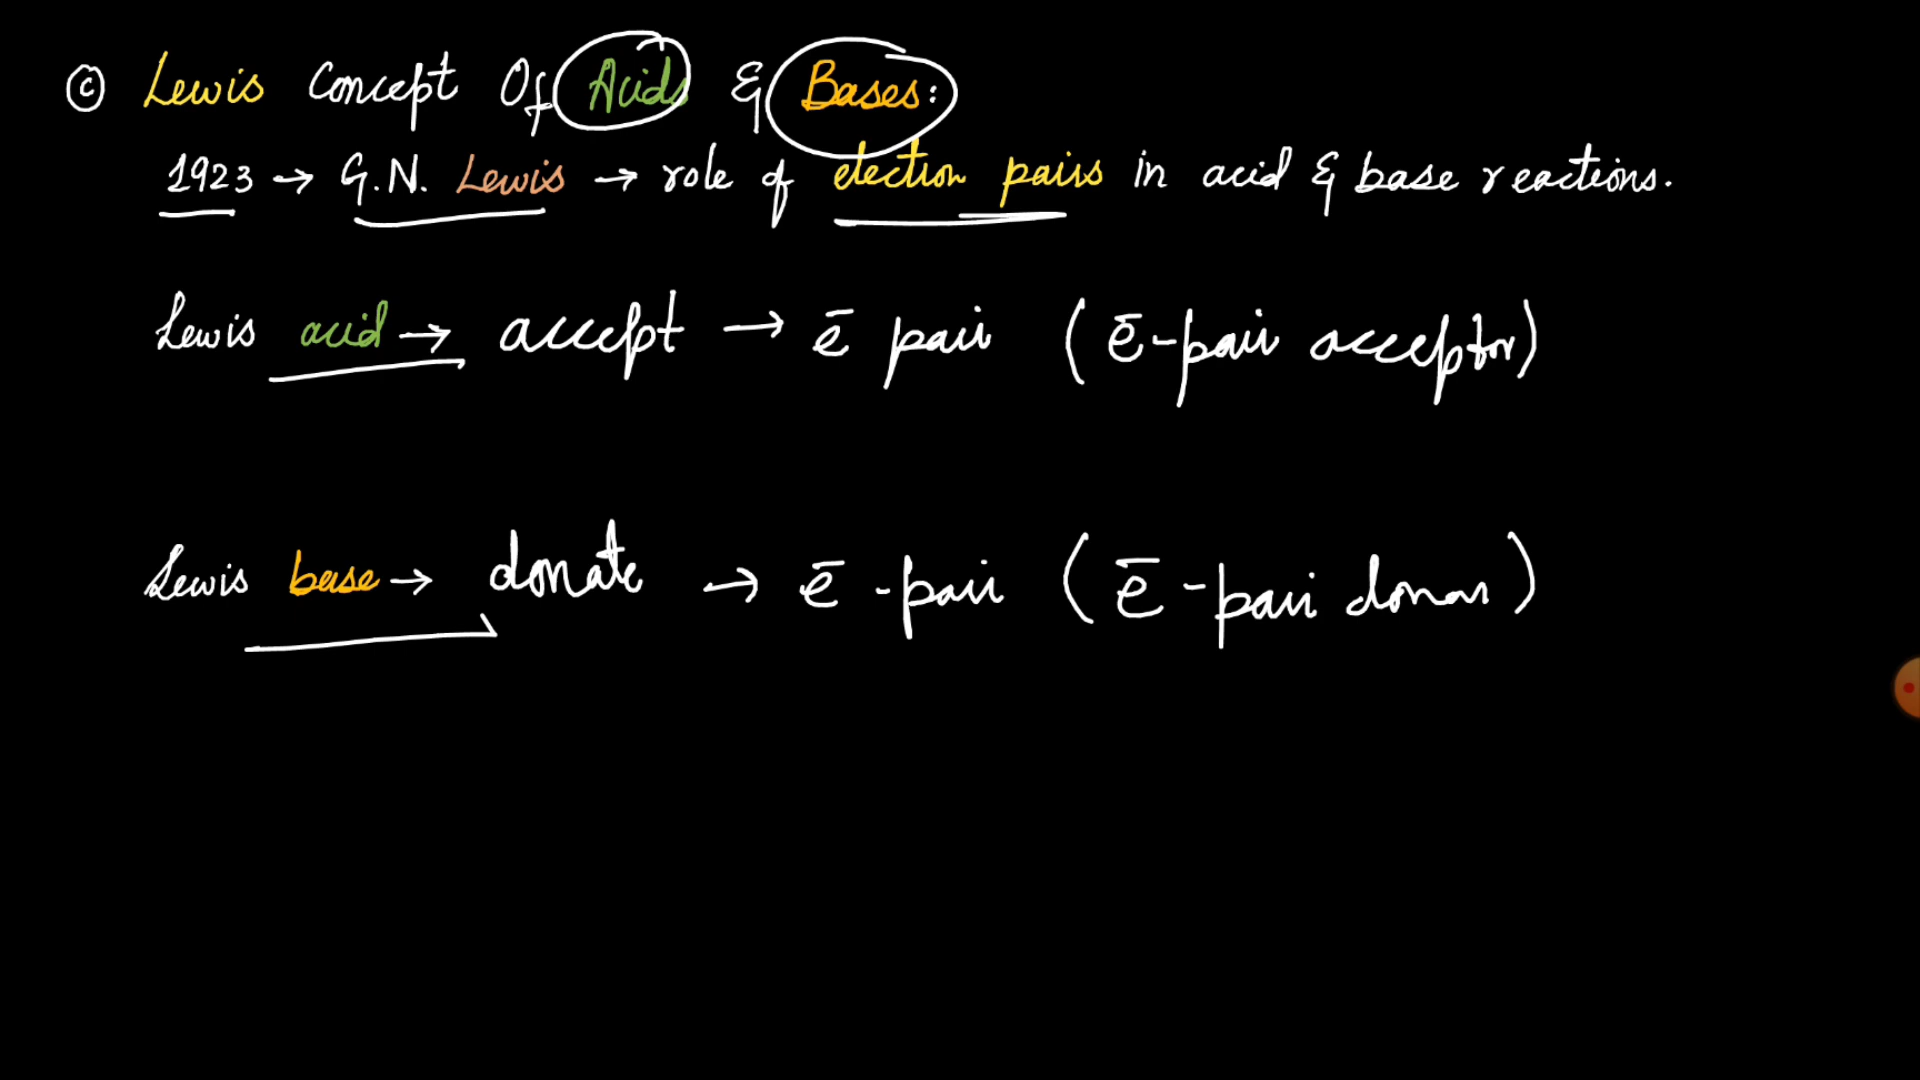 © Lewis Concept Of Acids & Bases:
1923 → G.N. Lewis → role of electron pairs in acid & base reactions.
Lewis acid → accept → ē pair (ē-pair acceptor)
Lewis base → donate → ē -pair (ē-pair donor)